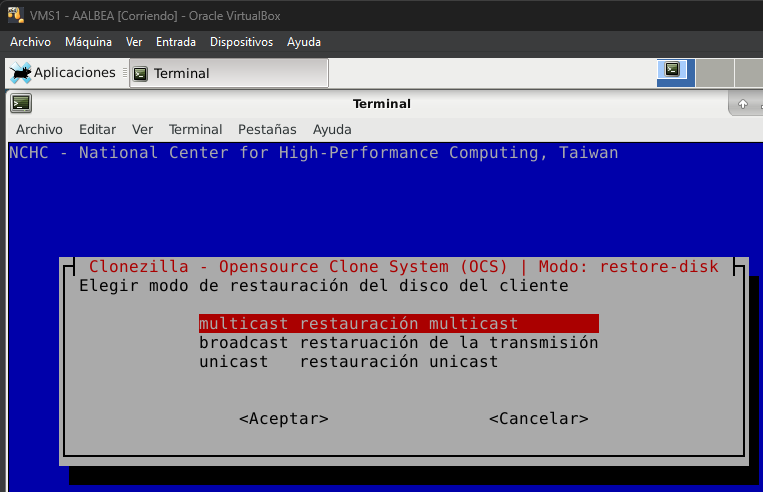 VMS1 - AALBEA [Corriendo] - Oracle VirtualBox
Archivo Máquina Ver Entrada Dispositivos Ayuda
Aplicaciones Terminal
Terminal
Archivo Editar Ver Terminal Pestañas Ayuda
NCHC - National Center for High-Performance Computing, Taiwan
Clonezilla - Opensource Clone System (OCS) | Modo: restore-disk
Elegir modo de restauración del disco del cliente
multicast restauración multicast
broadcast restaruación de la transmisión
unicast restauración unicast
<Aceptar> <Cancelar>